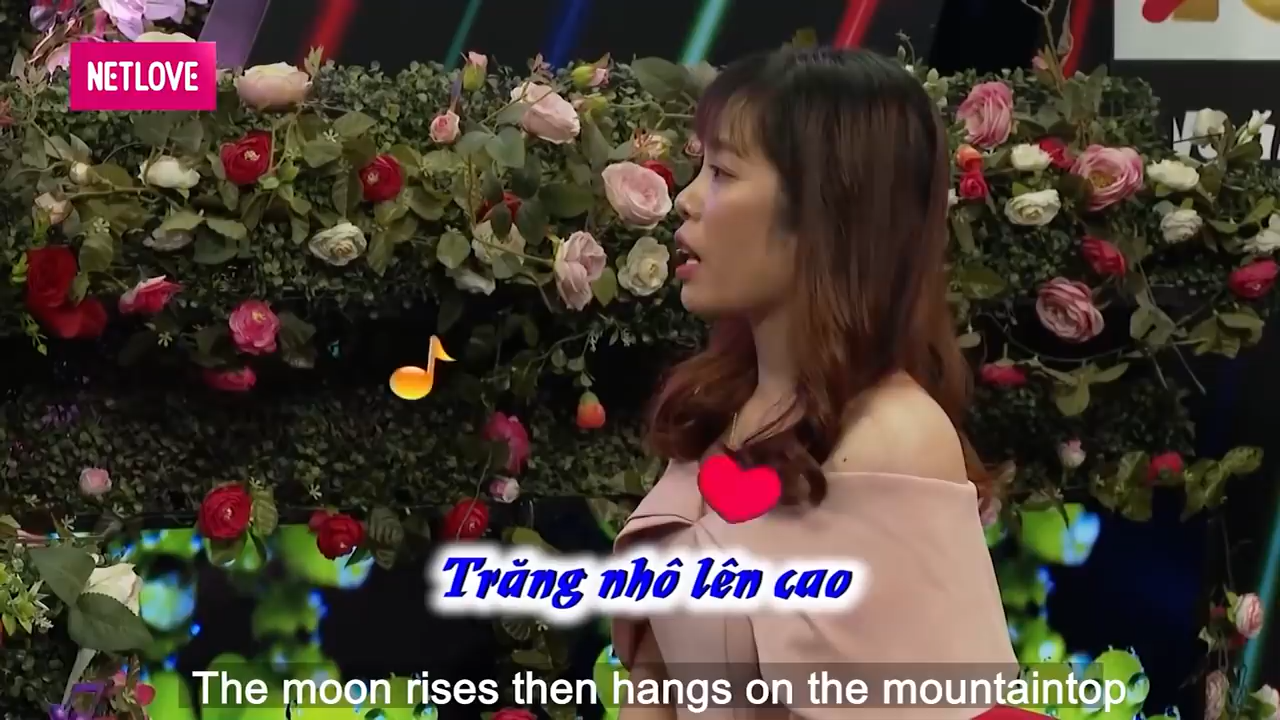 NETLOVE
Trăng nhô lên cao
The moon rises then hangs on the mountaintop